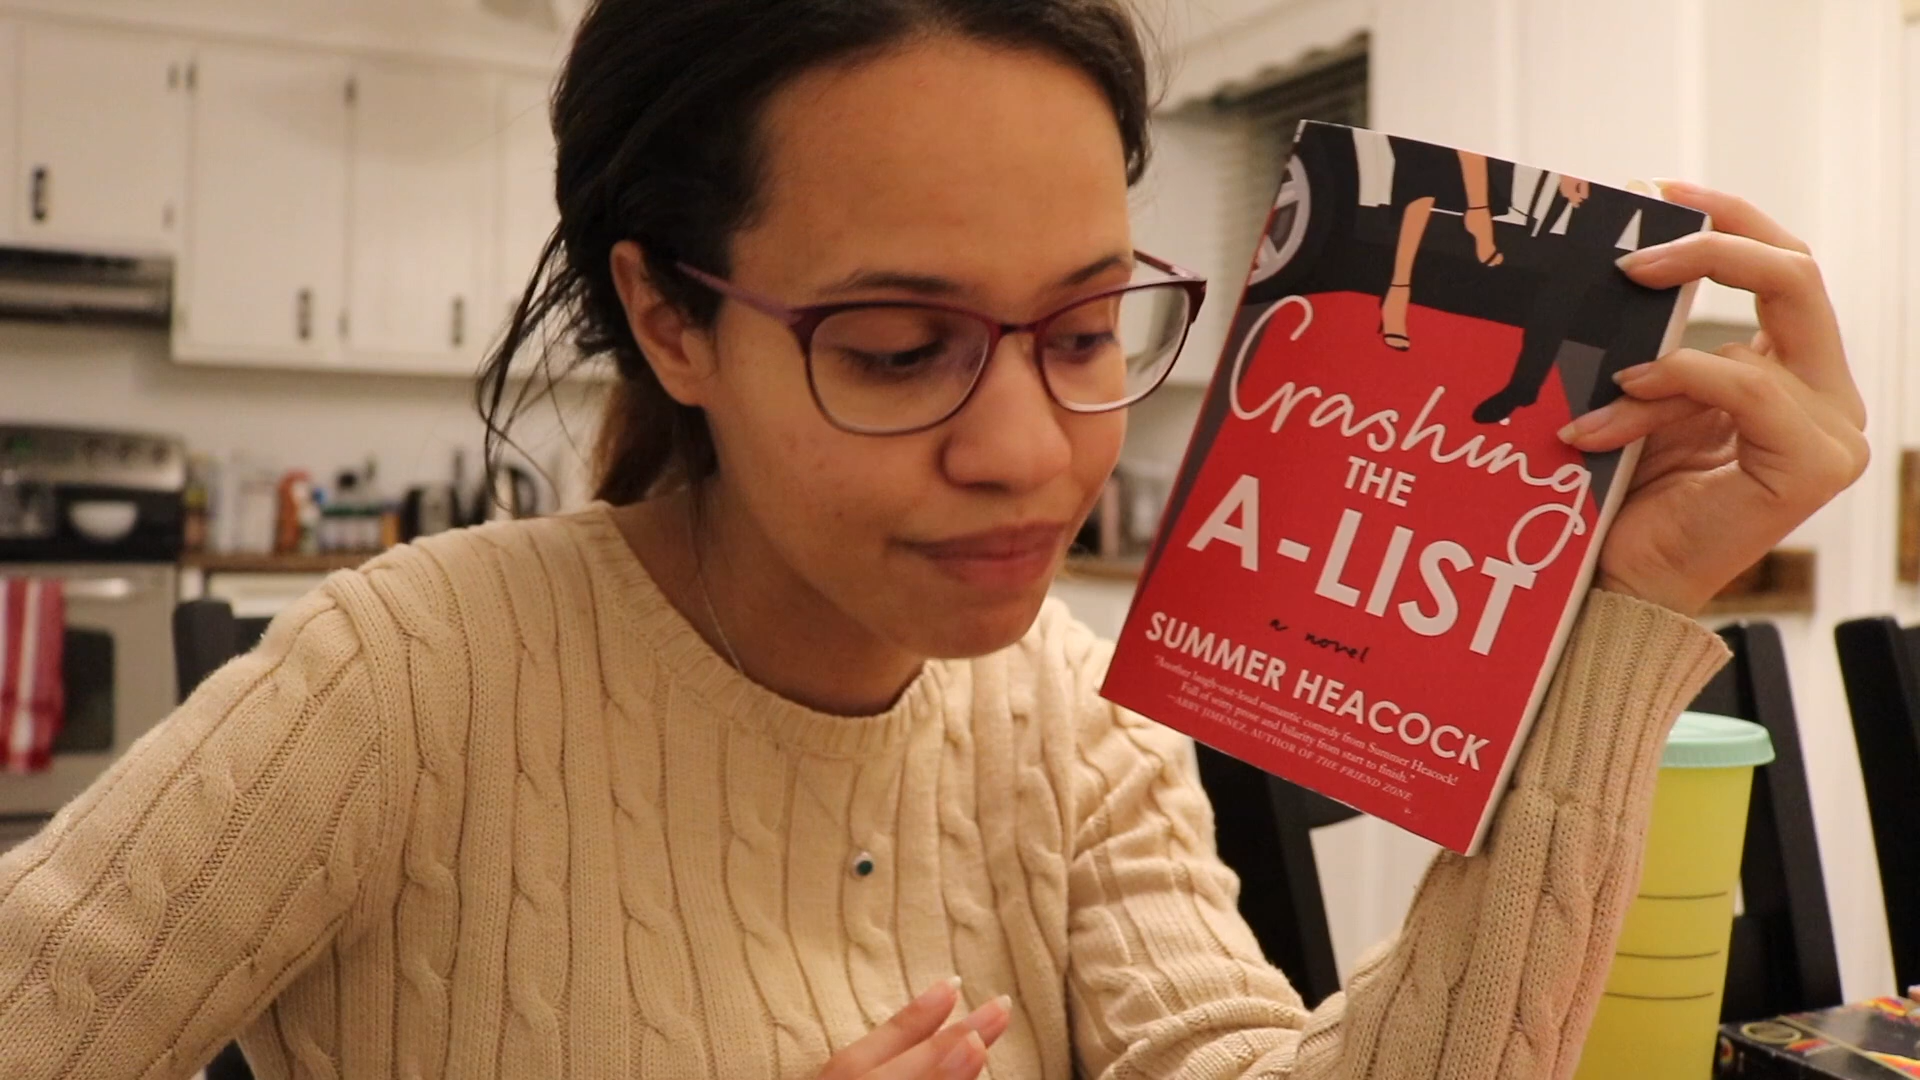 Crashing
THE
A-LIST
a novel
SUMMER HEACOCK
"Another laugh-out-loud romantic comedy from Summer Heacock!
Full of witty prose and hilarity from start to finish."
—ABBY JIMENEZ, AUTHOR OF THE FRIEND ZONE